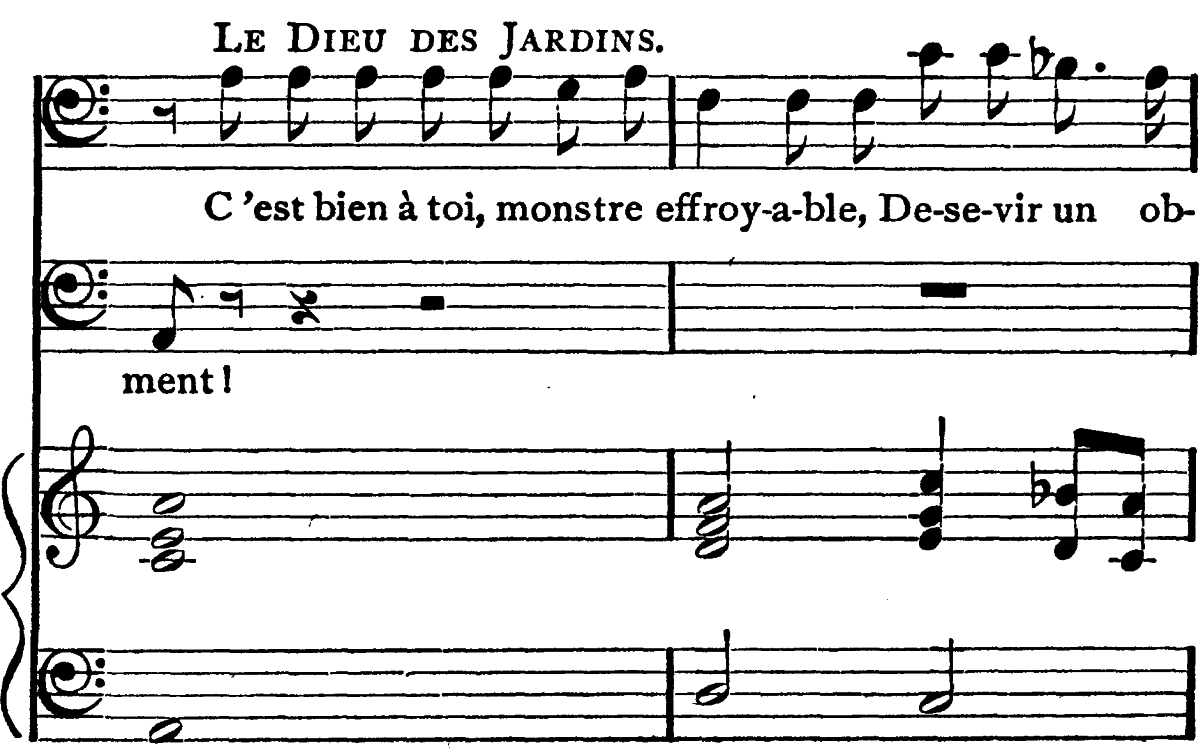 LE DIEU DES JARDINS.
C'est bien à toi, monstre effroy-a-ble, De-se-vir un ob-
ment!